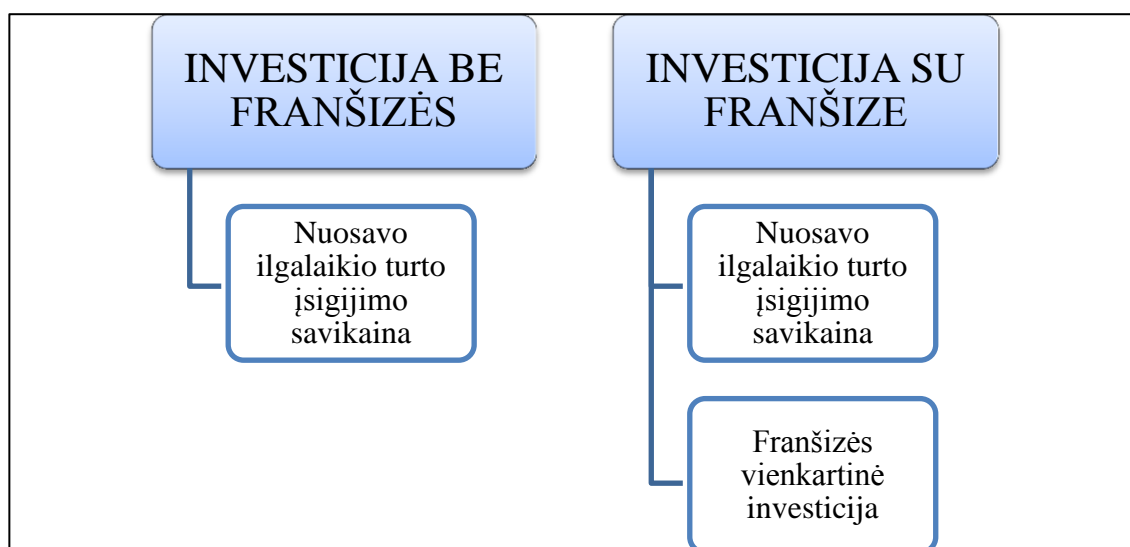 INVESTICIJA BE
FRANŠIZĖS
Nuosavo
ilgalaikio turto
įsigijimo
savikaina
INVESTICIJA SU
FRANŠIZE
Nuosavo
ilgalaikio turto
įsigijimo
savikaina
Franšizės
vienkartinė
investicija